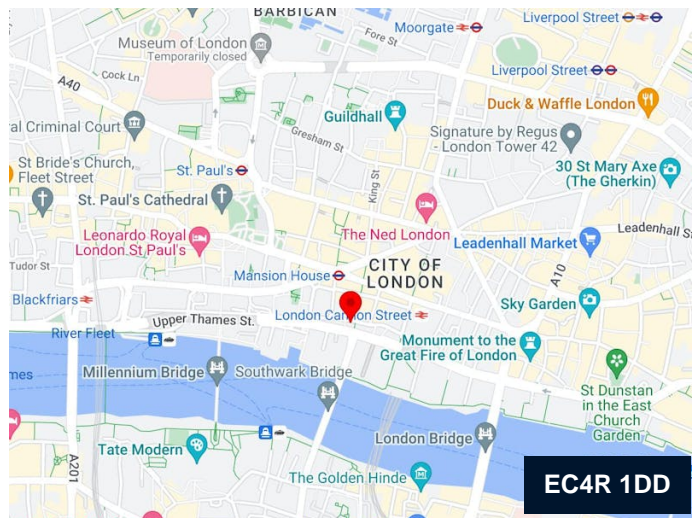 BARBICAN
Liverpool Street
Moorgate
Museum of London
Temporarily closed
Fore St
Cock Ln
Liverpool Street
A40
Duck & Waffle London
Guildhall
al Criminal Court
Signature by Regus
- London Tower 42
Gresham St
St Bride's Church,
Fleet Street
St. Paul's
30 St Mary Axe
(The Gherkin)
King St
St. Paul's Cathedral
Leonardo Royal
London St Paul's
The Ned London
Leadenhall Market
Leadenhall St
Tudor St
Mansion House
CITY OF
LONDON
A10
Blackfriars
Sky Garden
London Cannon Street
Upper Thames St.
River Fleet
Monument to the
Great Fire of London
mes
Millennium Bridge
Southwark Bridge
St Dunstan
in the East
Church
Garden
London Bridge
Tate Modern
A201
The Golden Hinde
EC4R 1DD